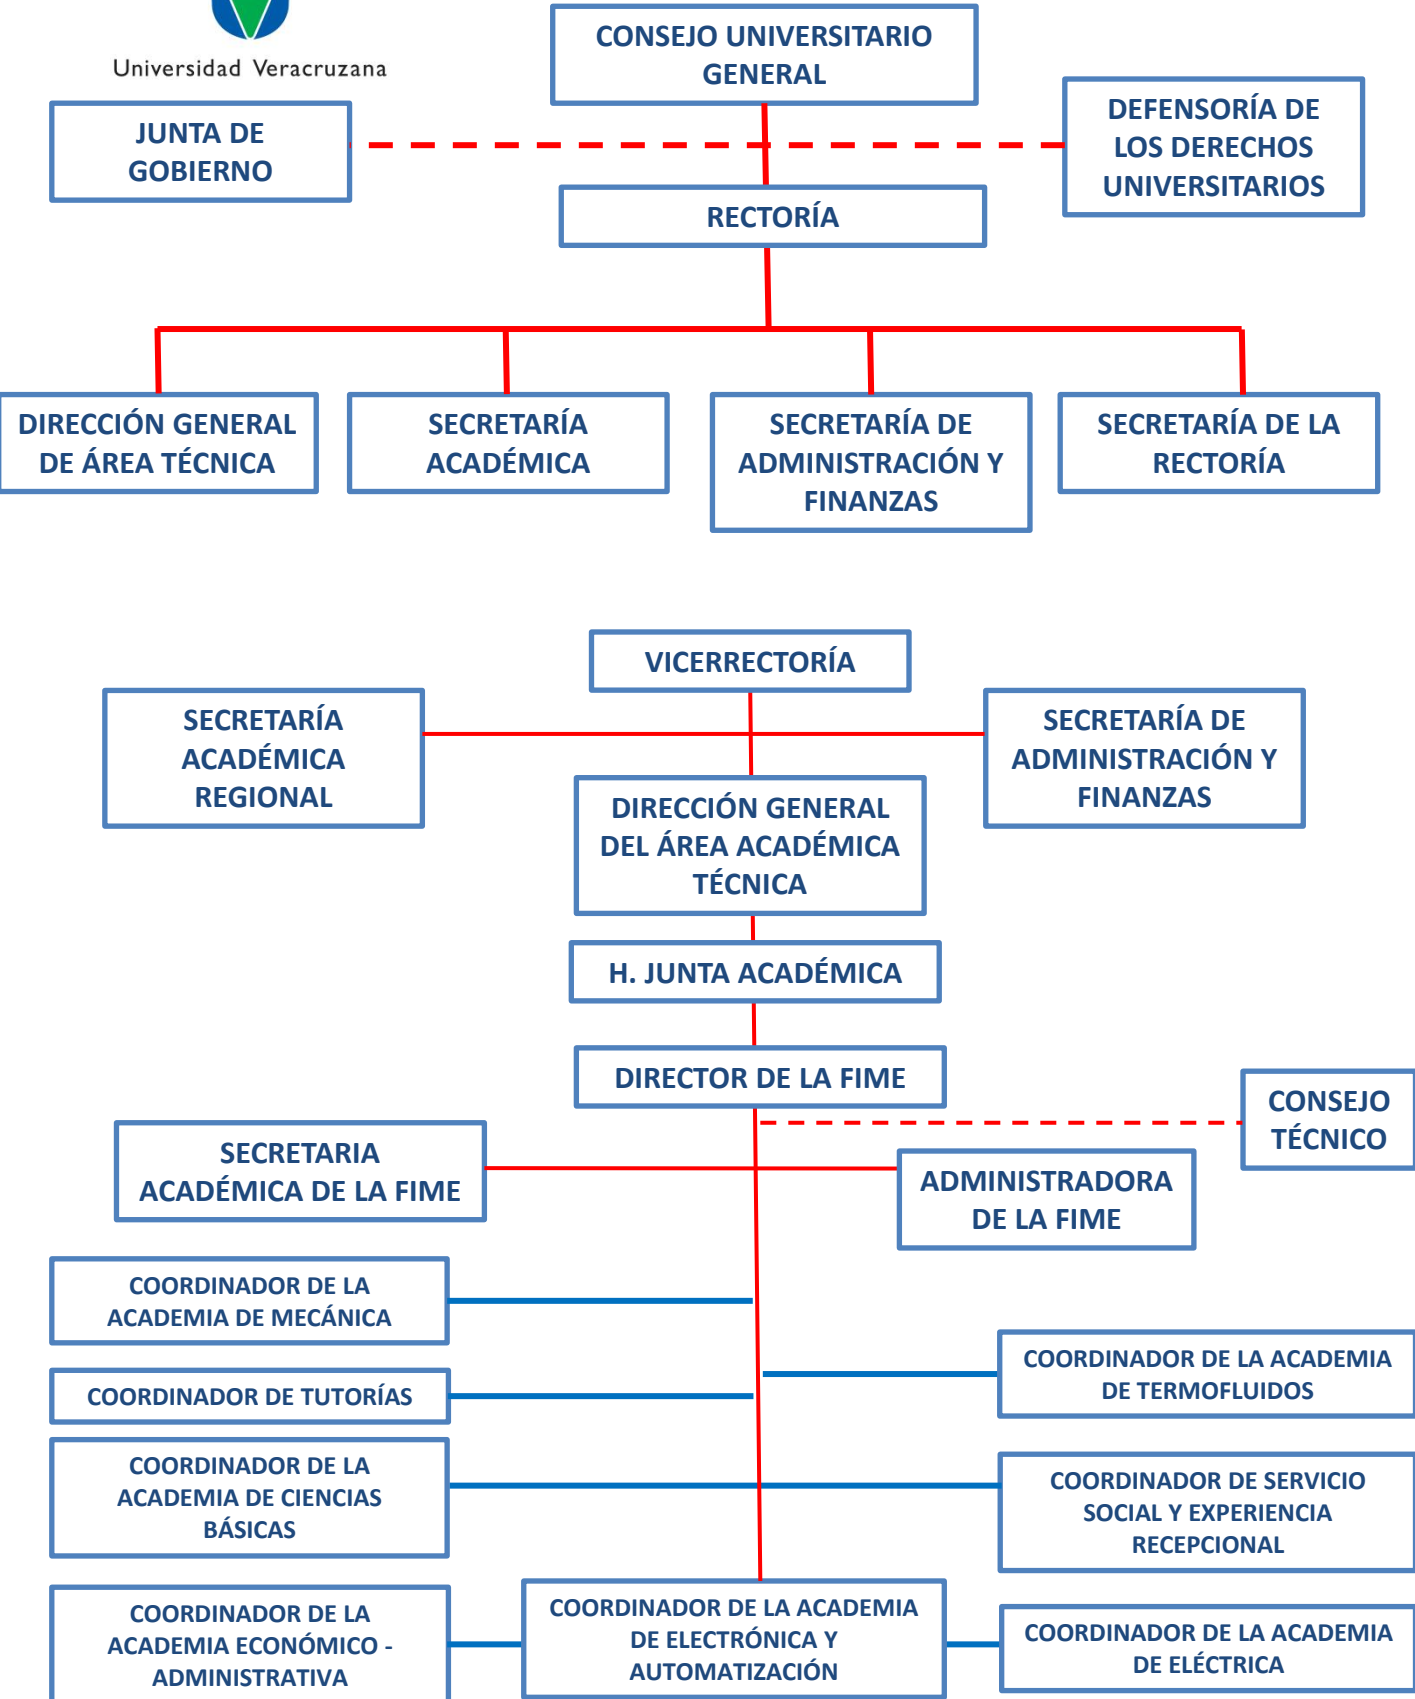 Universidad Veracruzana
CONSEJO UNIVERSITARIO
GENERAL
JUNTA DE
GOBIERNO
DEFENSORÍA DE
LOS DERECHOS
UNIVERSITARIOS
RECTORÍA
DIRECCIÓN GENERAL
DE ÁREA TÉCNICA
SECRETARÍA
ACADÉMICA
SECRETARÍA DE
ADMINISTRACIÓN Y
FINANZAS
SECRETARÍA DE LA
RECTORÍA
VICERRECTORÍA
SECRETARÍA
ACADÉMICA
REGIONAL
SECRETARÍA DE
ADMINISTRACIÓN Y
FINANZAS
DIRECCIÓN GENERAL
DEL ÁREA ACADÉMICA
TÉCNICA
H. JUNTA ACADÉMICA
DIRECTOR DE LA FIME
CONSEJO
TÉCNICO
SECRETARIA
ACADÉMICA DE LA FIME
ADMINISTRADORA
DE LA FIME
COORDINADOR DE LA
ACADEMIA DE MECÁNICA
COORDINADOR DE LA ACADEMIA
DE TERMOFLUIDOS
COORDINADOR DE TUTORÍAS
COORDINADOR DE LA
ACADEMIA DE CIENCIAS
BÁSICAS
COORDINADOR DE SERVICIO
SOCIAL Y EXPERIENCIA
RECEPCIONAL
COORDINADOR DE LA
ACADEMIA ECONÓMICO -
ADMINISTRATIVA
COORDINADOR DE LA ACADEMIA
DE ELECTRÓNICA Y
AUTOMATIZACIÓN
COORDINADOR DE LA ACADEMIA
DE ELÉCTRICA